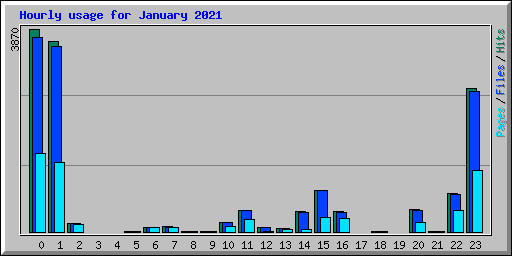 Hourly usage for January 2021
3870
Pages/Files/Hits
0 1 2 3 4 5 6 7 8 9 10 11 12 13 14 15 16 17 18 19 20 21 22 23